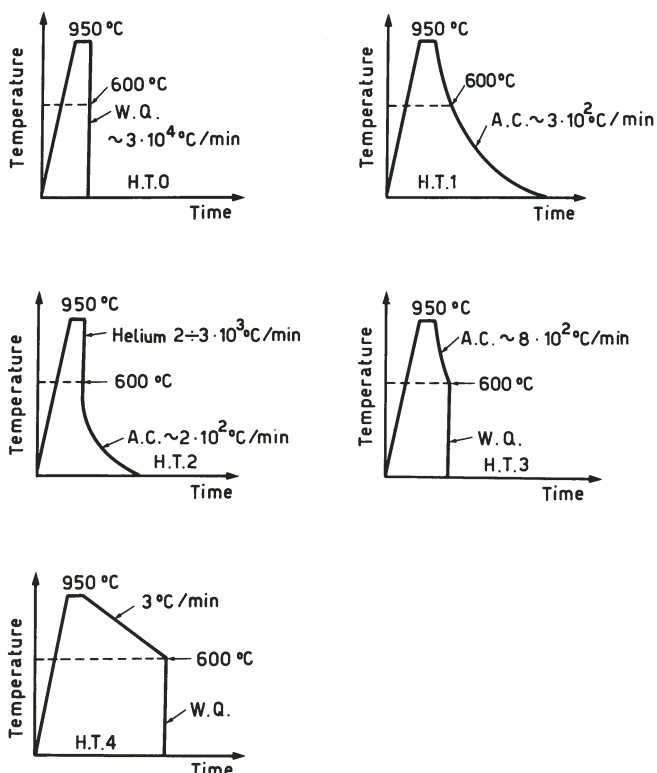 950 °C
600 °C
W.Q.
~3·10⁴ °C/min
Temperature
H.T.0
Time
950 °C
600°C
A.C.~3·10² °C/min
Temperature
H.T.1
Time
950 °C
Helium 2÷3·10³ °C/min
600 °C
A.C.~2·10² °C/min
Temperature
H.T.2
Time
950 °C
A.C.~8·10² °C/min
600 °C
W.Q.
Temperature
H.T.3
Time
950 °C
3 °C/min
600 °C
W.Q.
Temperature
H.T.4
Time